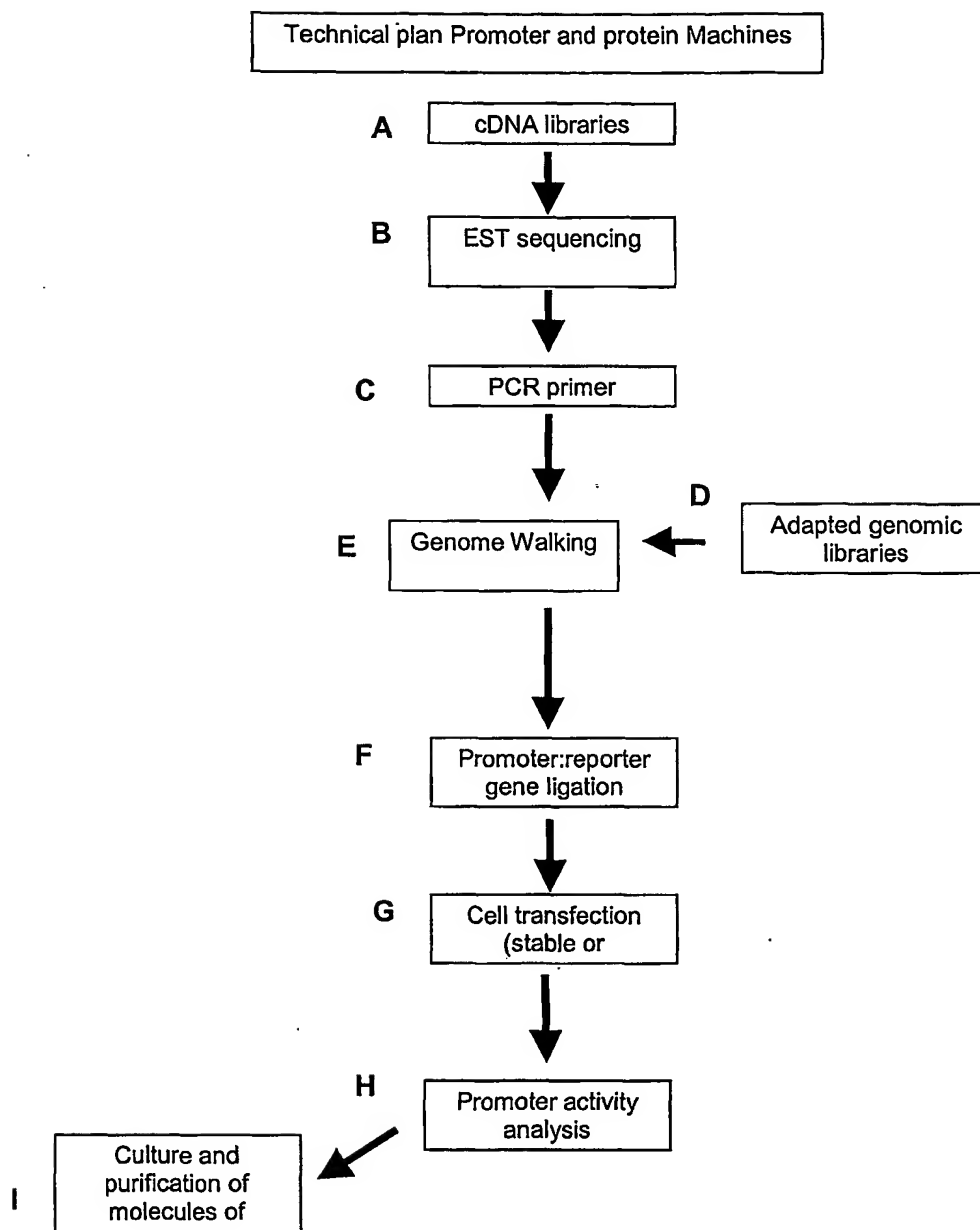 Technical plan Promoter and protein Machines
A
cDNA libraries
B
EST sequencing
C
PCR primer
D
Adapted genomic
libraries
E
Genome Walking
F
Promoter:reporter
gene ligation
G
Cell transfection
(stable or
H
Promoter activity
analysis
I
Culture and
purification of
molecules of